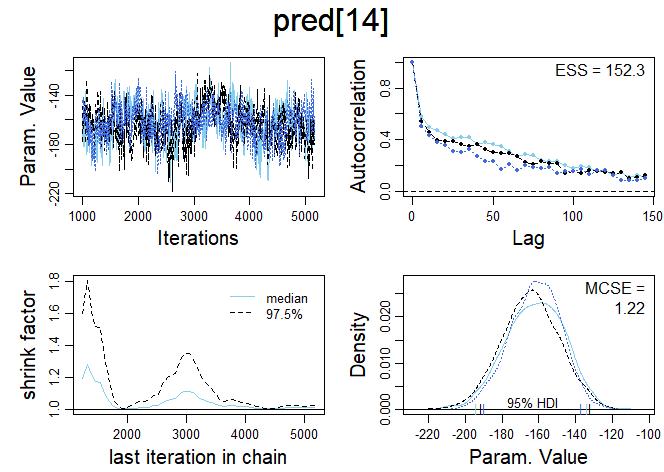 pred[14]
Param. Value
-220
-180
-140
1000
2000
3000
4000
5000
Iterations
Autocorrelation
0.0
0.4
0.8
ESS = 152.3
0
50
100
150
Lag
shrink factor
1.0
1.2
1.4
1.6
1.8
median
97.5%
2000
3000
4000
5000
last iteration in chain
Density
0.000
0.010
0.020
MCSE =
1.22
95% HDI
-220
-200
-180
-160
-140
-120
-100
Param. Value